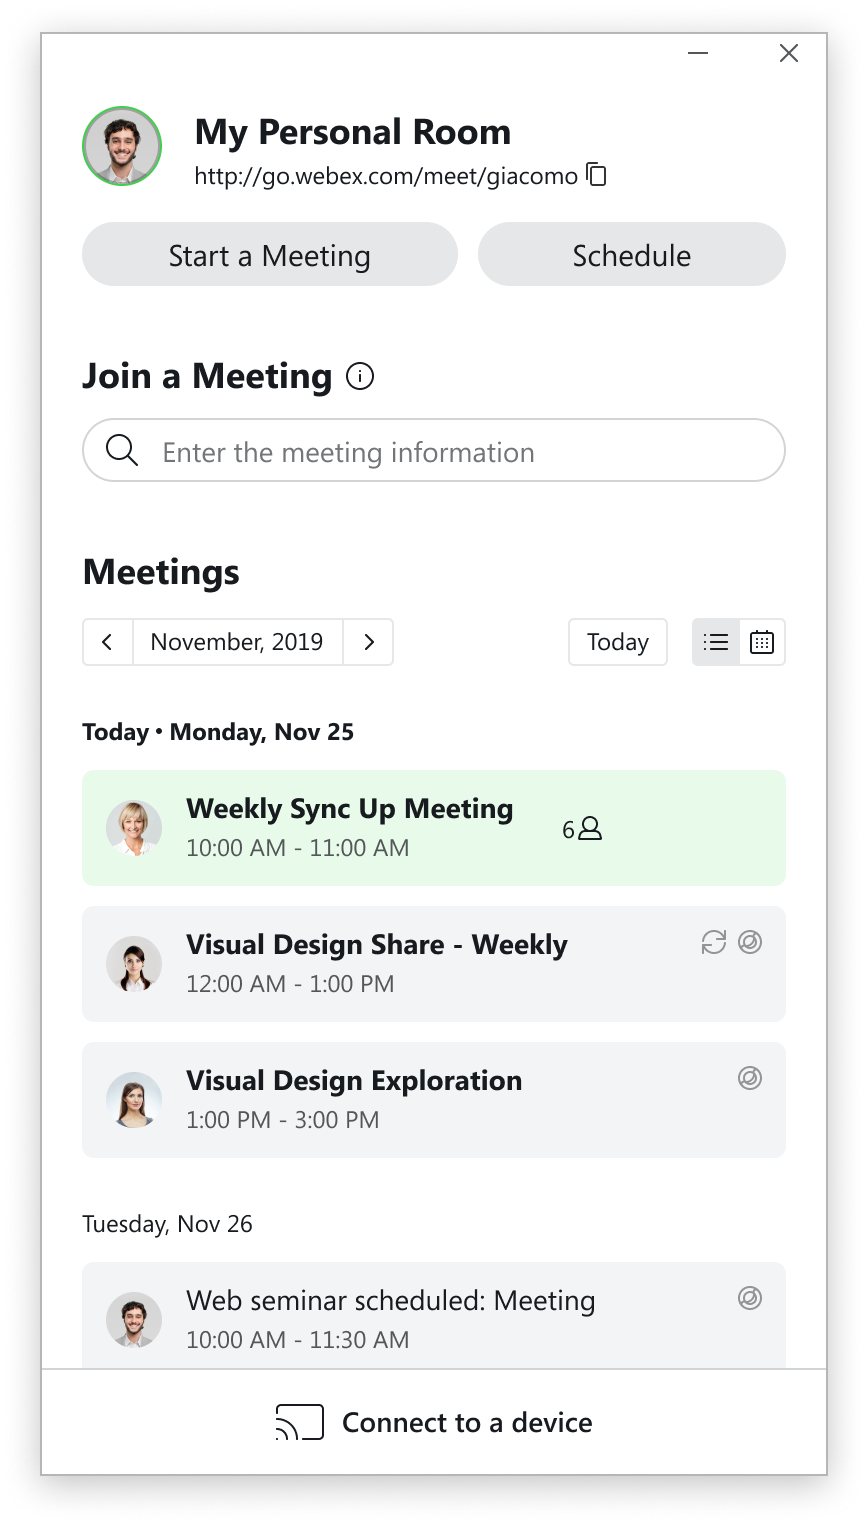 My Personal Room
http://go.webex.com/meet/giacomo
Start a Meeting
Schedule
Join a Meeting
Enter the meeting information
Meetings
November, 2019
Today
Today • Monday, Nov 25
Weekly Sync Up Meeting
10:00 AM - 11:00 AM
6
Visual Design Share - Weekly
12:00 AM - 1:00 PM
Visual Design Exploration
1:00 PM - 3:00 PM
Tuesday, Nov 26
Web seminar scheduled: Meeting
10:00 AM - 11:30 AM
Connect to a device